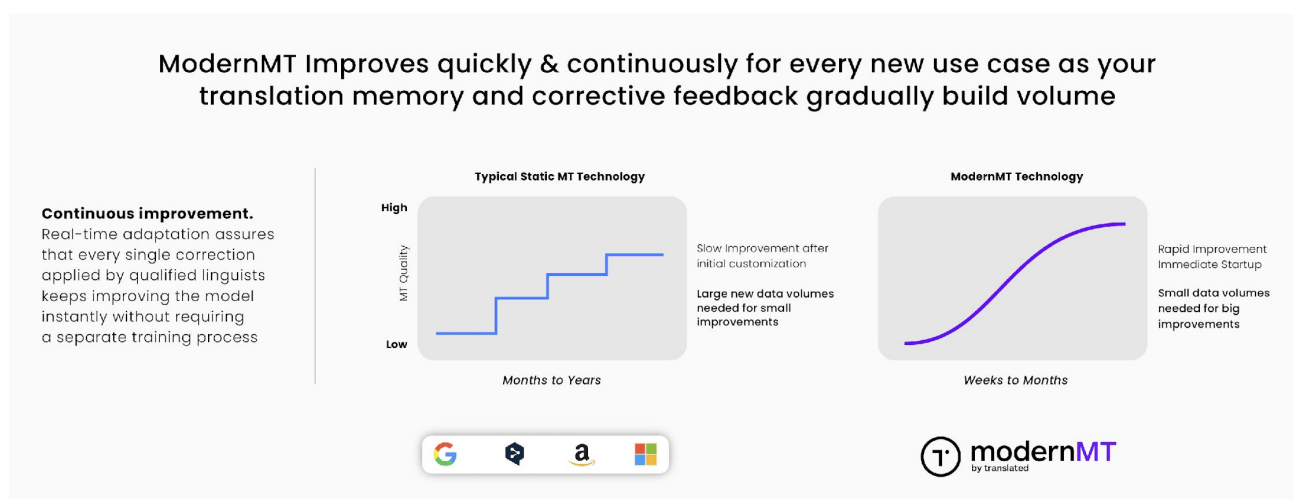 ModernMT Improves quickly & continuously for every new use case as your
translation memory and corrective feedback gradually build volume
Continuous improvement.
Real-time adaptation assures
that every single correction
applied by qualified linguists
keeps improving the model
instantly without requiring
a separate training process
Typical Static MT Technology
High
MT Quality
Low
Months to Years
Slow Improvement after
initial customization
Large new data volumes
needed for small
improvements
ModernMT Technology
Weeks to Months
Rapid Improvement
Immediate Startup
Small data volumes
needed for big
improvements
modernMT
by translated